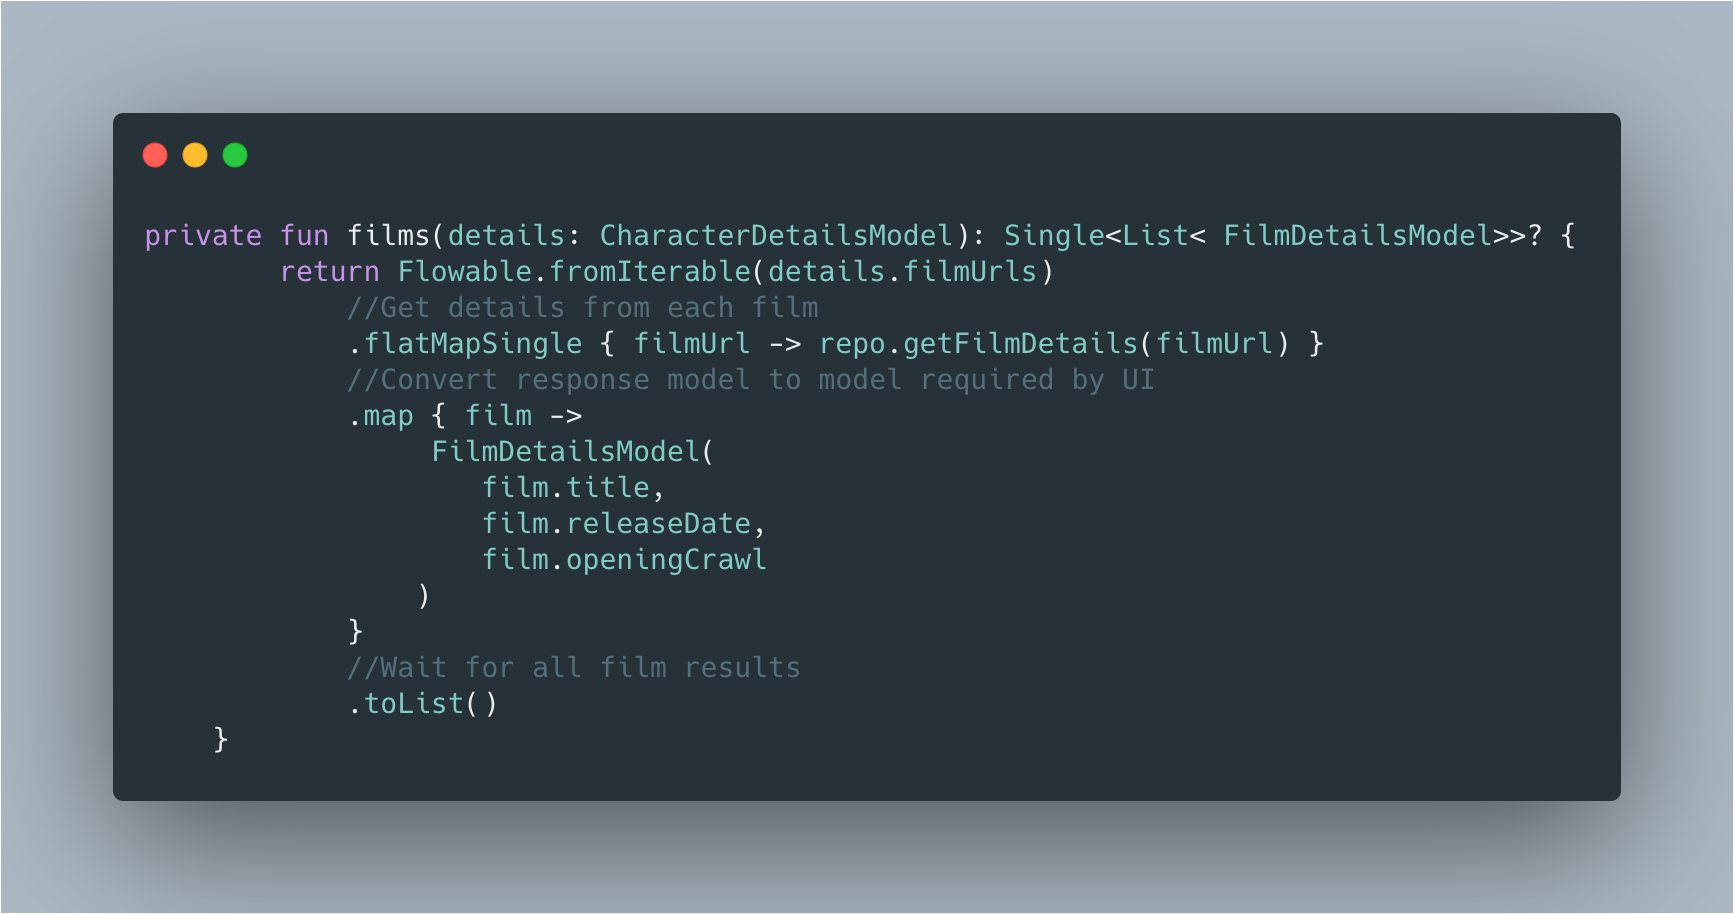 private fun films(details: CharacterDetailsModel): Single<List< FilmDetailsModel>>? {
        return Flowable.fromIterable(details.filmUrls)
            //Get details from each film
            .flatMapSingle { filmUrl -> repo.getFilmDetails(filmUrl) }
            //Convert response model to model required by UI
            .map { film ->
                 FilmDetailsModel(
                    film.title,
                    film.releaseDate,
                    film.openingCrawl
                )
            }
            //Wait for all film results
            .toList()
    }